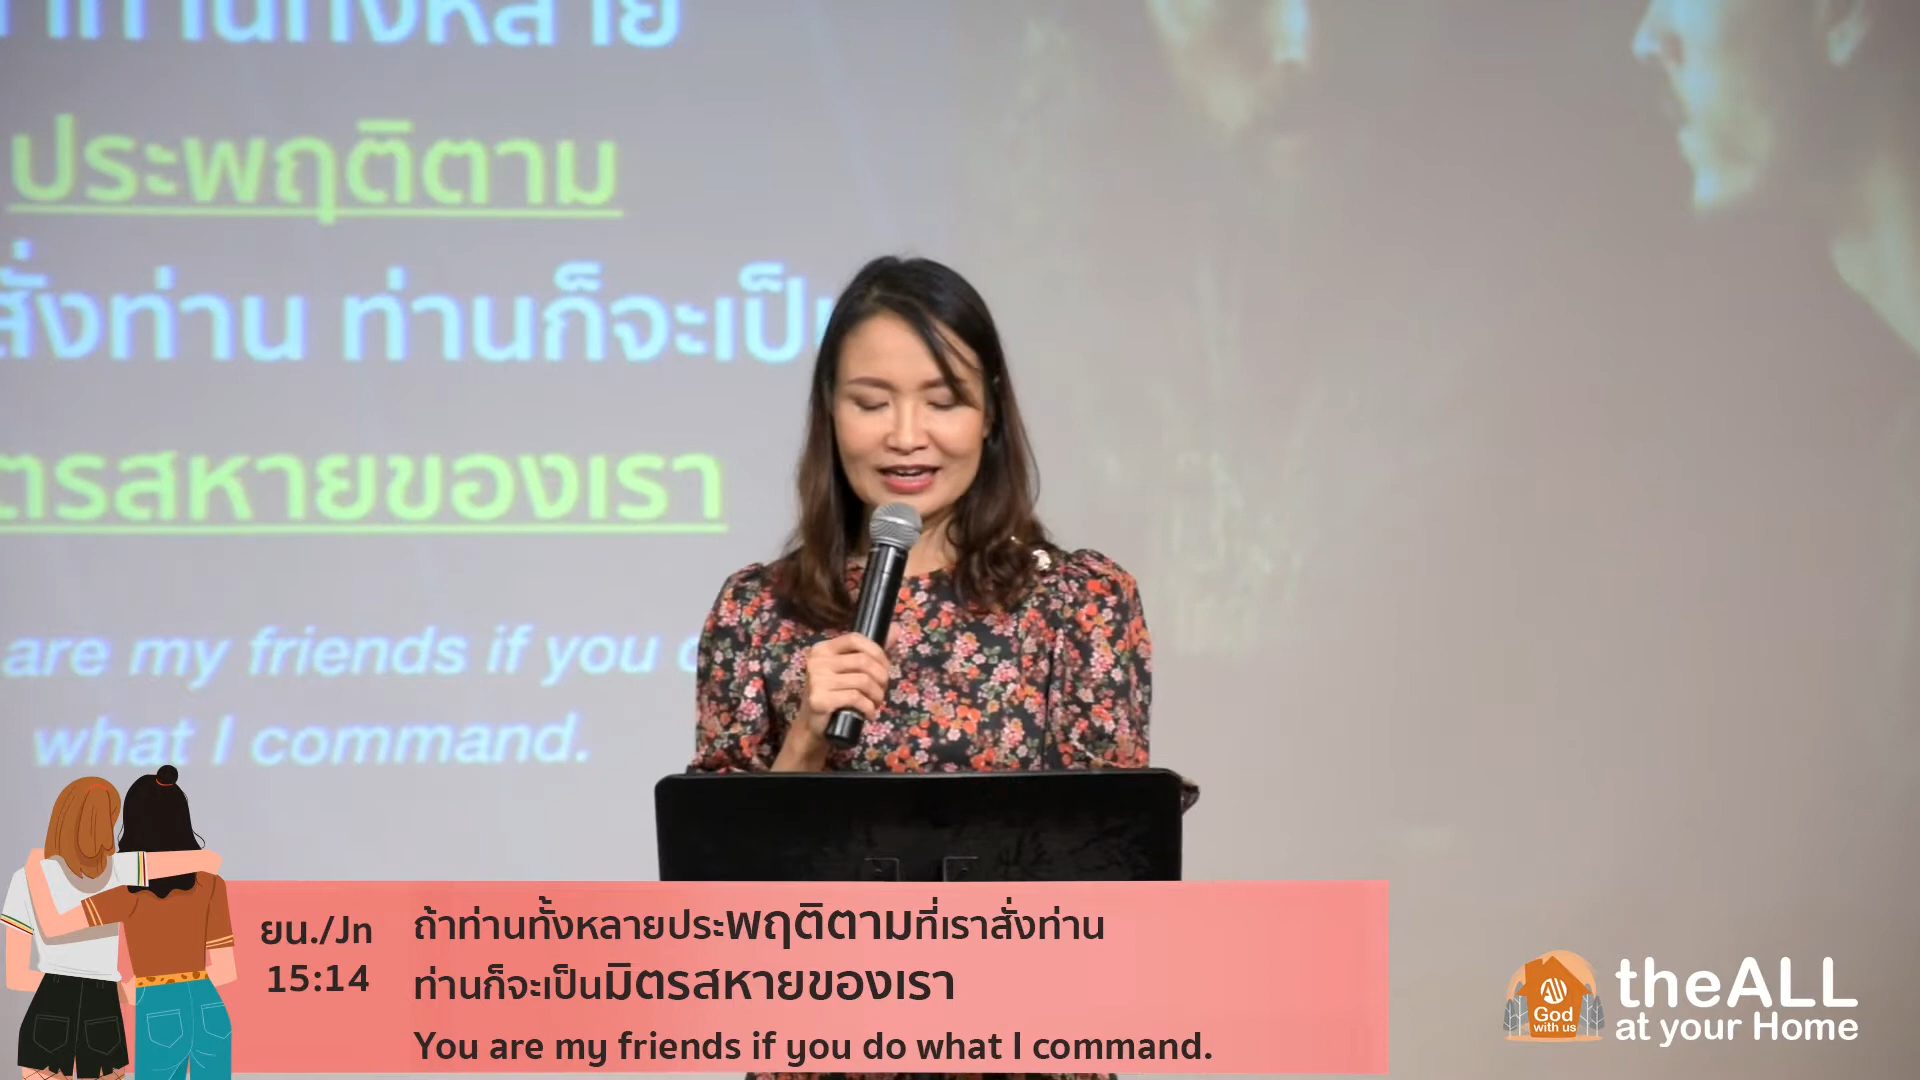 ประพฤติตาม
สั่งท่าน ท่านก็จะเป็น
ตรสหายของเรา
are my friends if you
what I command.
ยน./Jn
15:14
ถ้าท่านทั้งหลายประพฤติตามที่เราสั่งท่าน
ท่านก็จะเป็นมิตรสหายของเรา
You are my friends if you do what I command.
All
God
with us
theALL
at your Home